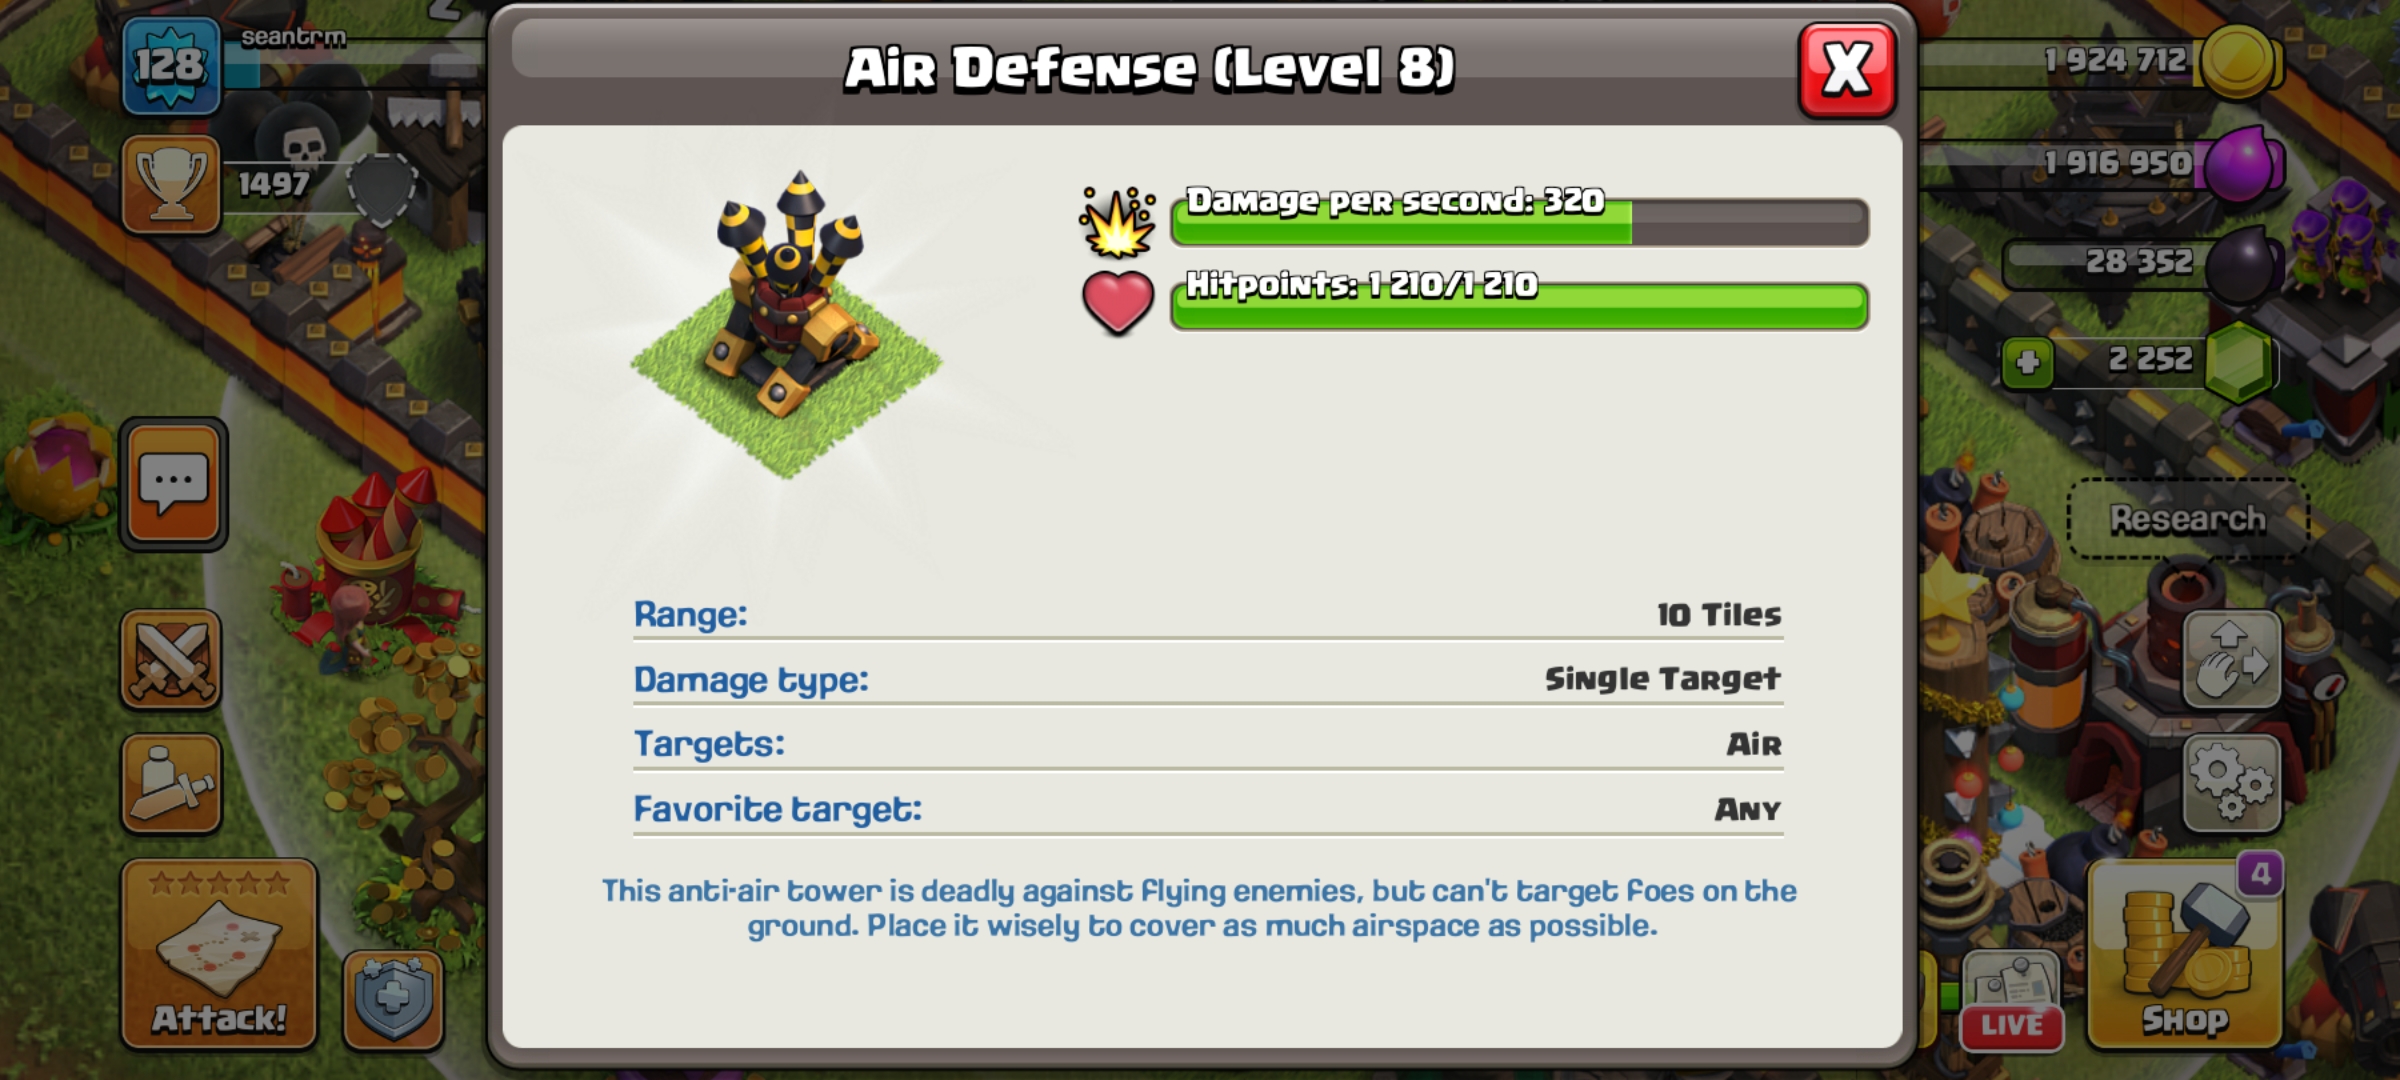 128
seantrm
1497
Air Defense (Level 8)
X
Damage per second: 320
Hitpoints: 1 210/1 210
Range: 10 Tiles
Damage type: Single Target
Targets: Air
Favorite target: Any
This anti-air tower is deadly against flying enemies, but can't target foes on the
ground. Place it wisely to cover as much airspace as possible.
1 924 712
1 916 950
28 352
2 252
Research
Attack!
LIVE
4
Shop